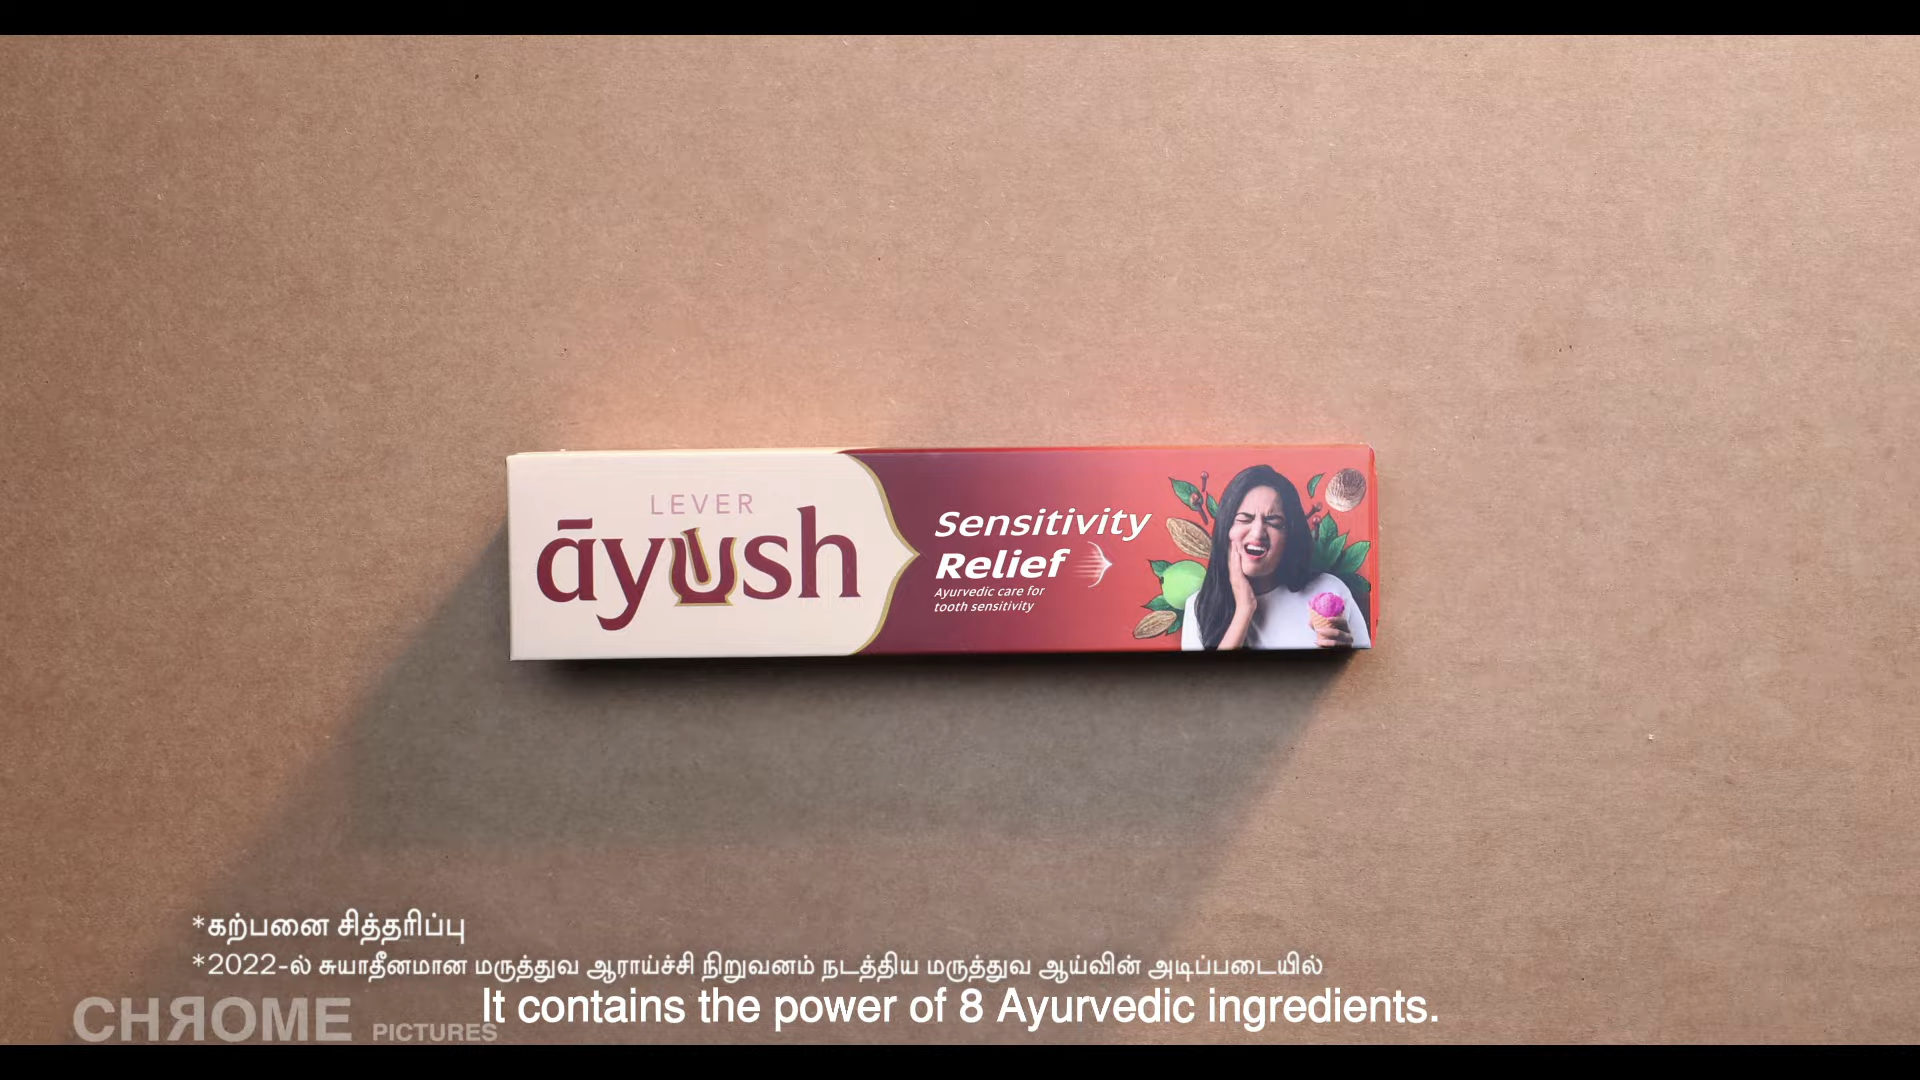 LEVER
āyush
Sensitivity
Relief
Ayurvedic care for
tooth sensitivity
*கற்பனை சித்தரிப்பு
*2022-ல் சுயாதீனமான மருத்துவ ஆராய்ச்சி நிறுவனம் நடத்திய மருத்துவ ஆய்வின் அடிப்படையில்
It contains the power of 8 Ayurvedic ingredients.
CHROME PICTURES